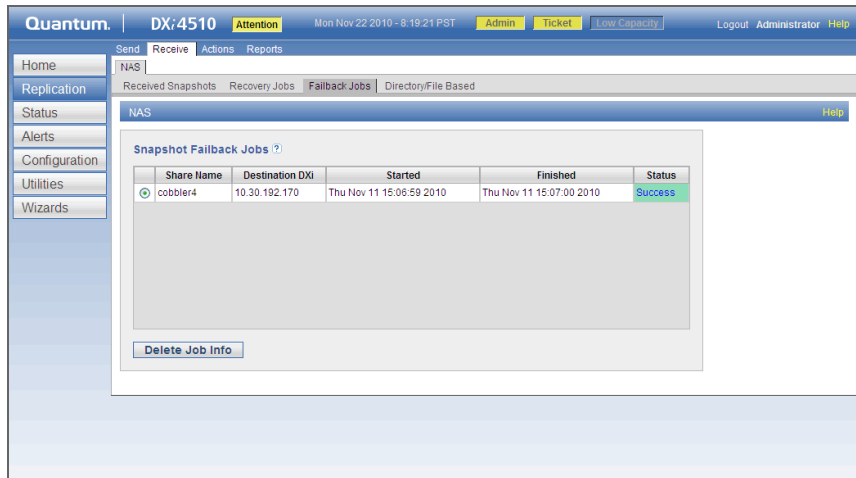 Quantum. DXi4510 Attention Mon Nov 22 2010 - 8:19:21 PST Admin Ticket Low Capacity Logout Administrator Help
Send Receive Actions Reports
Home
Replication
Status
Alerts
Configuration
Utilities
Wizards
NAS
Received Snapshots Recovery Jobs Failback Jobs Directory/File Based
NAS Help
Snapshot Failback Jobs ?
Share Name Destination DXi Started Finished Status
cobbler4 10.30.192.170 Thu Nov 11 15:06:59 2010 Thu Nov 11 15:07:00 2010 Success
Delete Job Info